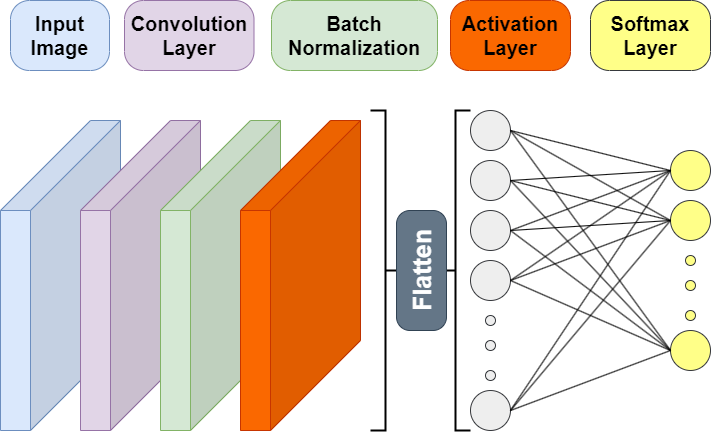 Input
Image
Convolution
Layer
Batch
Normalization
Activation
Layer
Softmax
Layer
Flatten